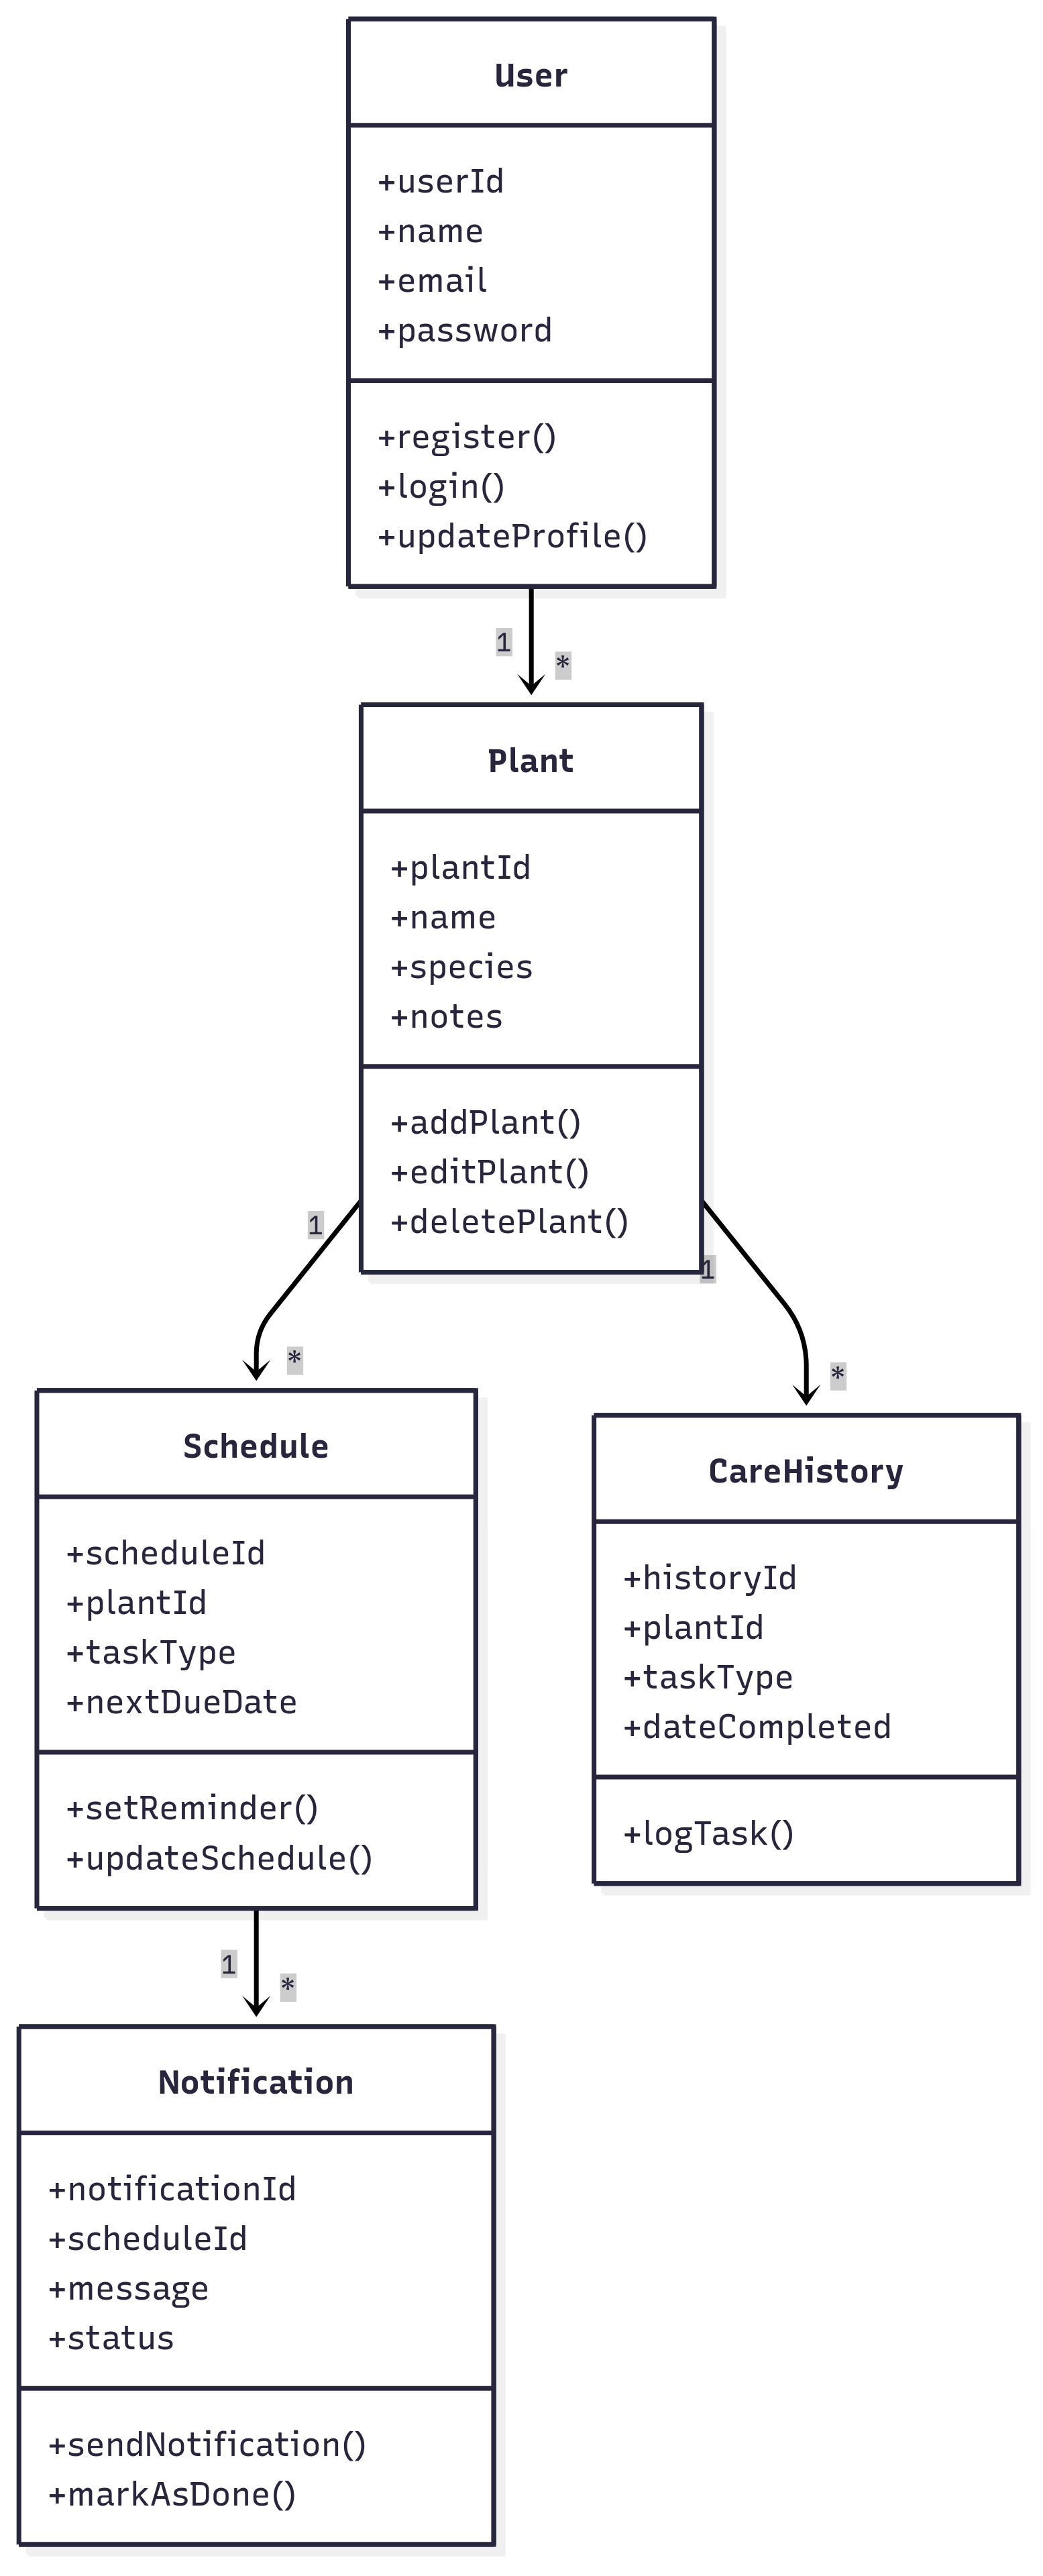 User
+userId
+name
+email
+password
+register()
+login()
+updateProfile()
1
*
Plant
+plantId
+name
+species
+notes
+addPlant()
+editPlant()
+deletePlant()
1
1
*
*
Schedule
+scheduleId
+plantId
+taskType
+nextDueDate
+setReminder()
+updateSchedule()
CareHistory
+historyId
+plantId
+taskType
+dateCompleted
+logTask()
1
*
Notification
+notificationId
+scheduleId
+message
+status
+sendNotification()
+markAsDone()